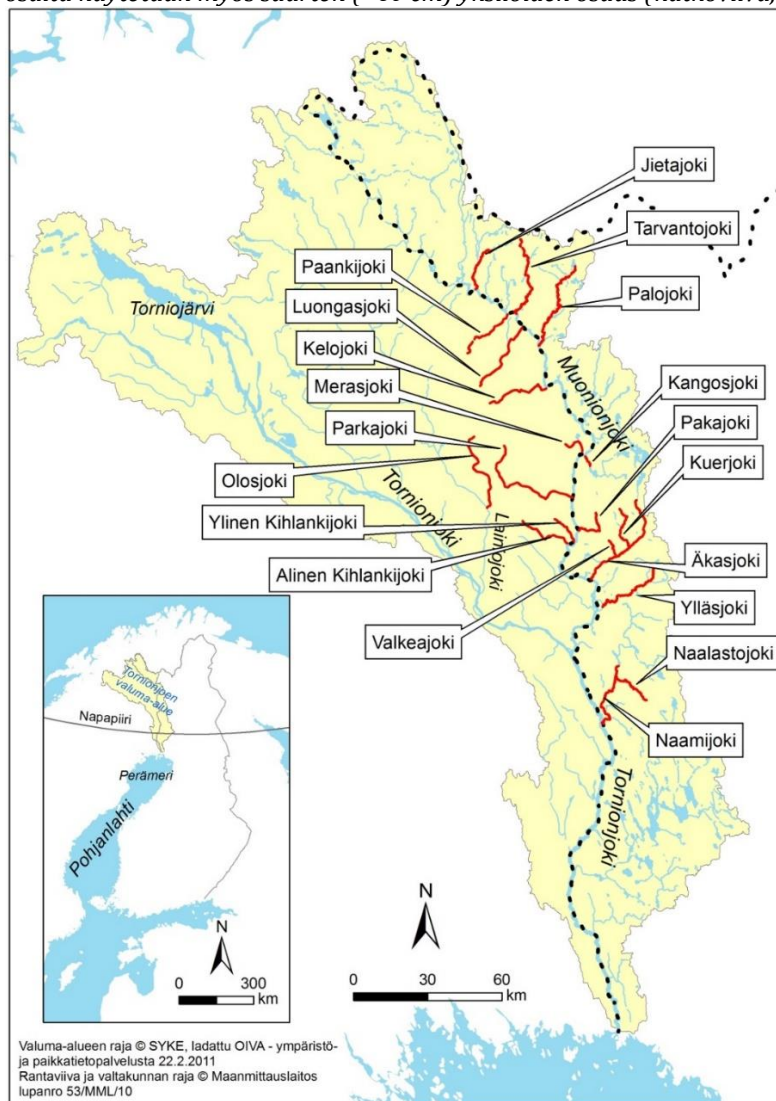 Jietajoki
Tarvantojoki
Paankijoki
Luongasjoki
Palojoki
Torniojärvi
Kelojoki
Merasjoki
Muonionjoki
Kangosjoki
Parkajoki
Pakajoki
Olosjoki
Kuerjoki
Tornionjoki
Lainiojoki
Ylinen Kihlankijoki
Alinen Kihlankijoki
Äkasjoki
Ylläsjoki
Valkeajoki
Naalastojoki
Naamijoki
Tornionjoki
Tornionjoen
valuma-alue
Napapiiri
Perämeri
Pohjanlahti
N
0 300
km
N
0 30 60
km
Valuma-alueen raja © SYKE, ladattu OIVA - ympäristö-
ja paikkatietopalvelusta 22.2.2011
Rantaviiva ja valtakunnan raja © Maanmittauslaitos
lupanro 53/MML/10